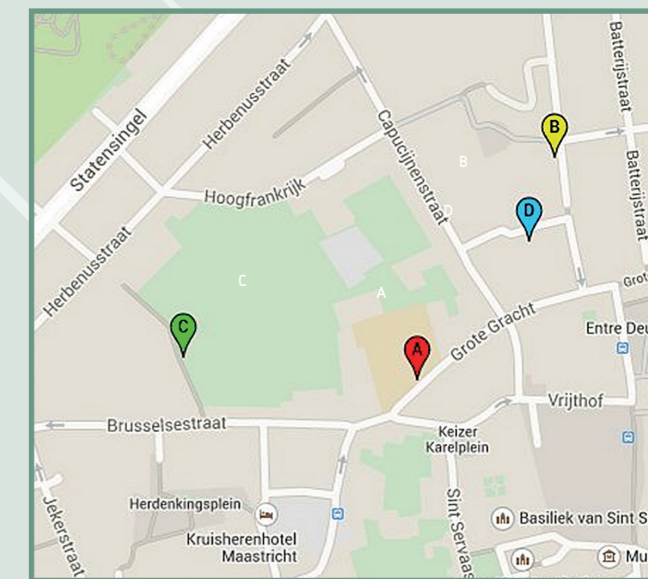 Statensingel
Herbenusstraat
Capucijnenstraat
Batterijstraat
B
B
Batterijstraat
Hoogfrankrijk
D
D
Herbenusstraat
C
A
C
Grote Gracht
Entre
A
Brusselsestraat
Vrijthof
Keizer
Karelplein
Jekerstraat
Herdenkingsplein
Kruisherenhotel
Maastricht
Sint Servaas
Basiliek van Sint S
Mu